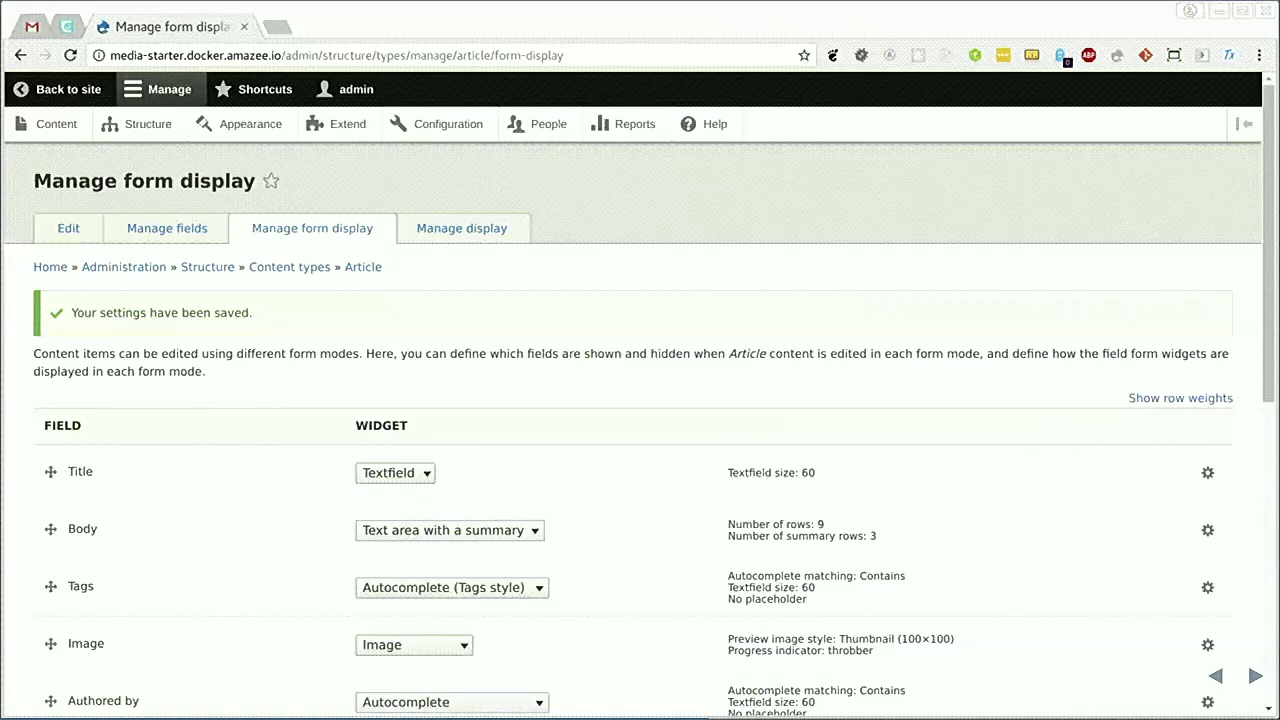 Manage form displa
media-starter.docker.amazee.io/admin/structure/types/manage/article/form-display
Back to site Manage Shortcuts admin
Content Structure Appearance Extend Configuration People Reports Help
Manage form display
Edit Manage fields Manage form display Manage display
Home » Administration » Structure » Content types » Article
Your settings have been saved.
Content items can be edited using different form modes. Here, you can define which fields are shown and hidden when Article content is edited in each form mode, and define how the field form widgets are
displayed in each form mode.
Show row weights
FIELD WIDGET
Title Textfield Textfield size: 60
Body Text area with a summary Number of rows: 9
Number of summary rows: 3
Tags Autocomplete (Tags style) Autocomplete matching: Contains
Textfield size: 60
No placeholder
Image Image Preview image style: Thumbnail (100×100)
Progress indicator: throbber
Authored by Autocomplete Autocomplete matching: Contains
Textfield size: 60
No placeholder